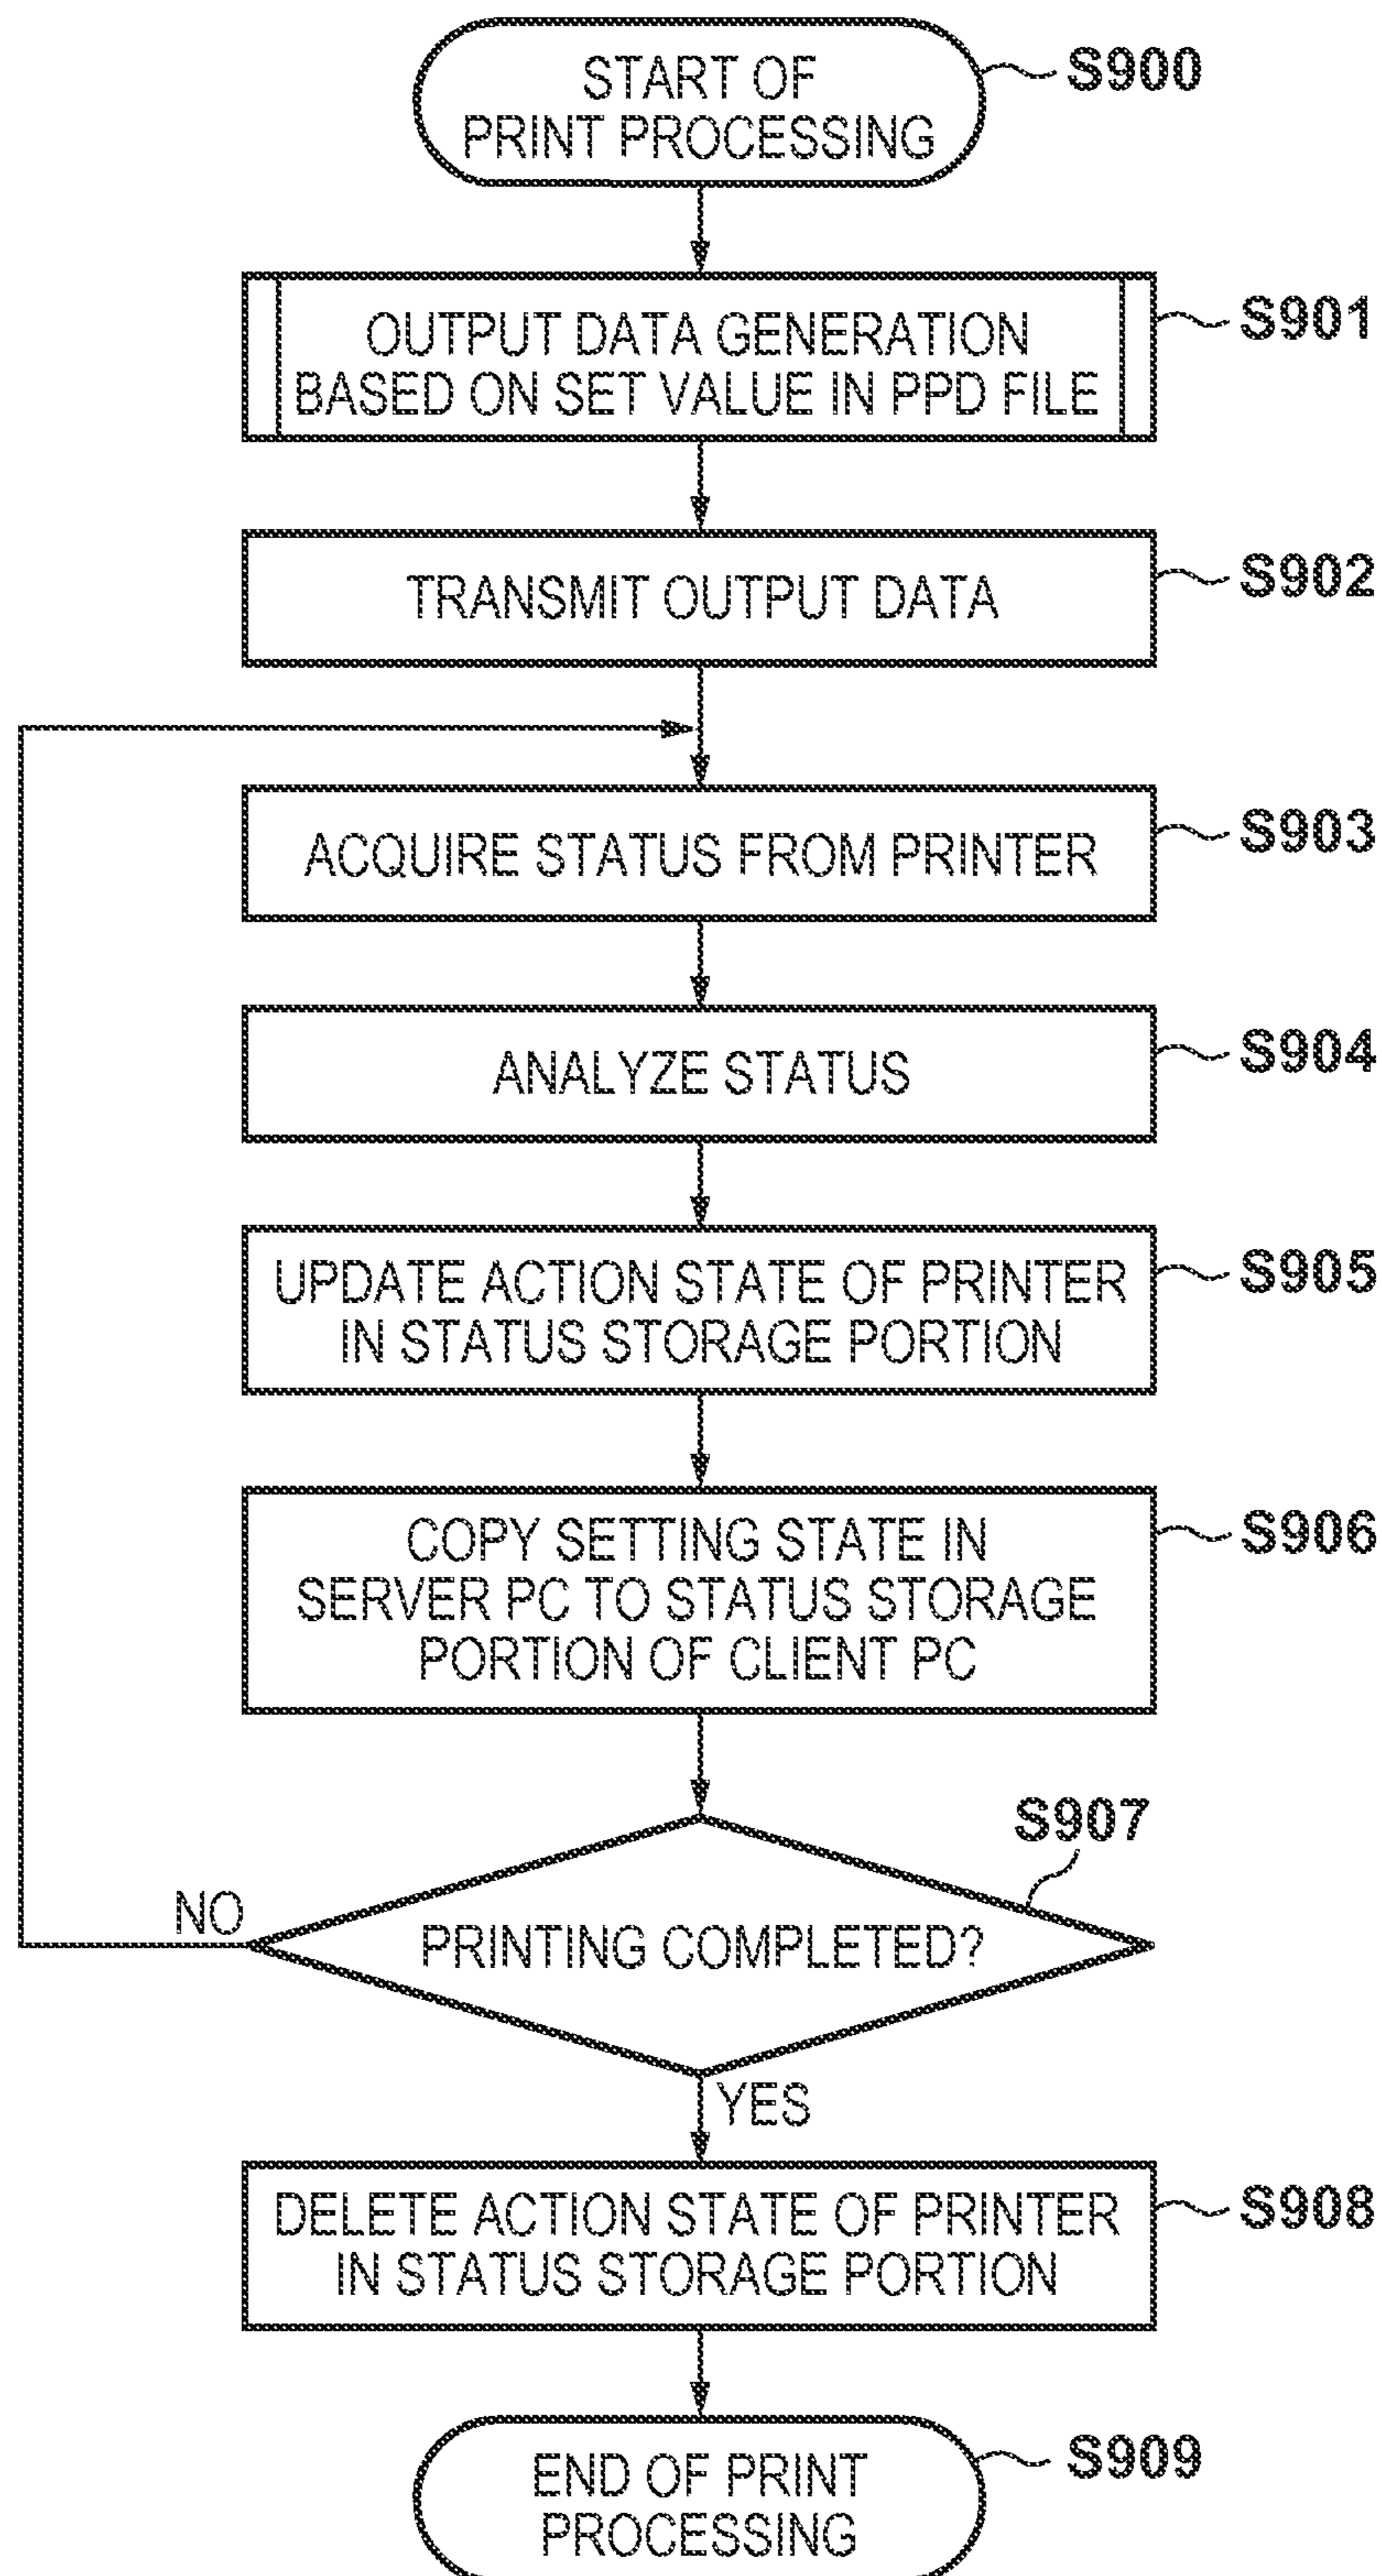 START OF
PRINT PROCESSING
S900
OUTPUT DATA GENERATION
BASED ON SET VALUE IN PPD FILE
S901
TRANSMIT OUTPUT DATA
S902
ACQUIRE STATUS FROM PRINTER
S903
ANALYZE STATUS
S904
UPDATE ACTION STATE OF PRINTER
IN STATUS STORAGE PORTION
S905
COPY SETTING STATE IN
SERVER PC TO STATUS STORAGE
PORTION OF CLIENT PC
S906
S907
NO
PRINTING COMPLETED?
YES
DELETE ACTION STATE OF PRINTER
IN STATUS STORAGE PORTION
S908
END OF PRINT
PROCESSING
S909